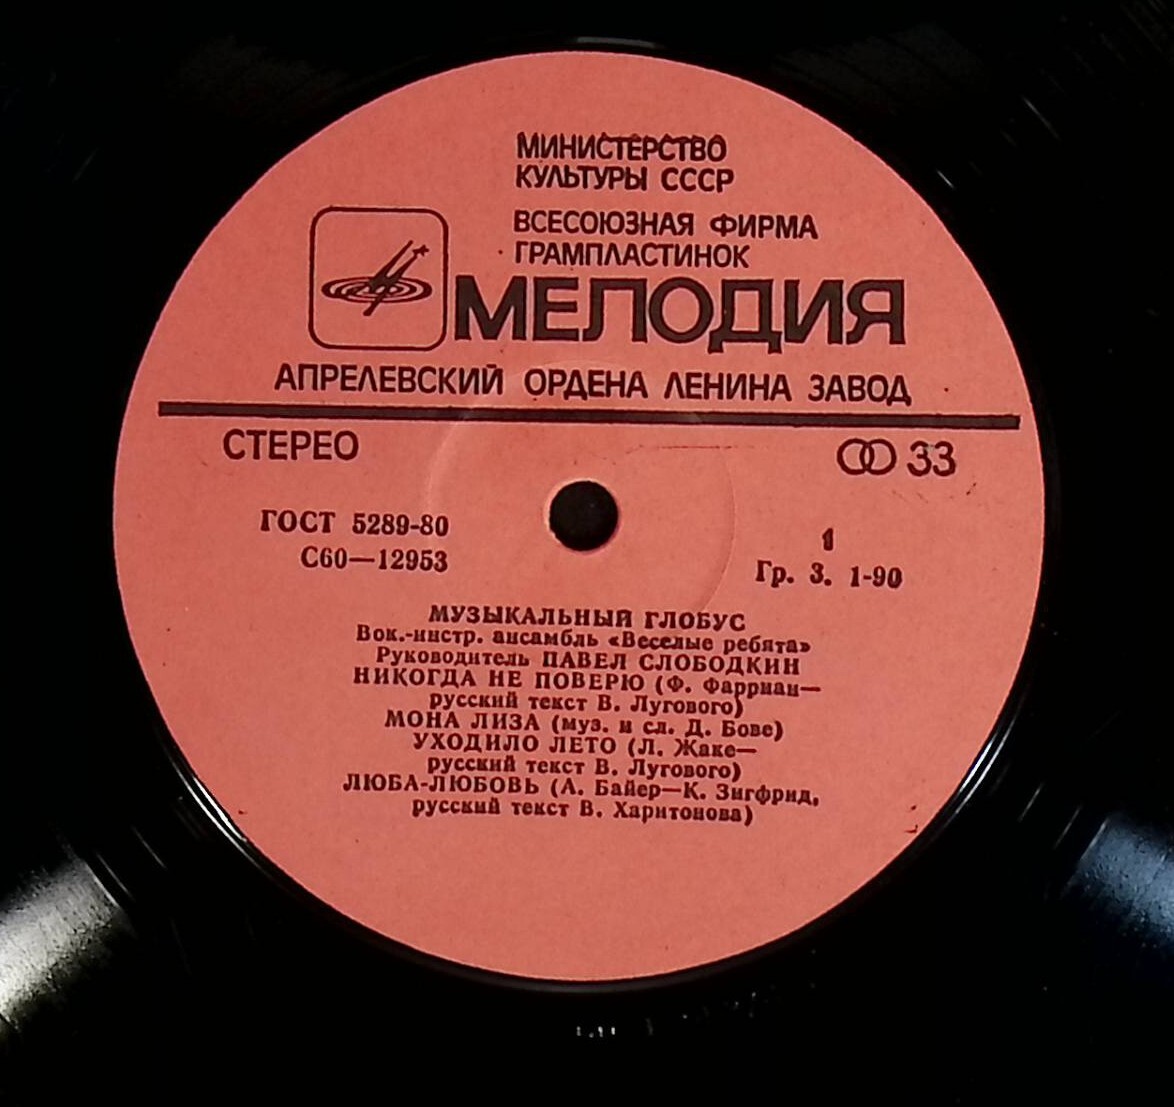 МИНИСТЕРСТВО
КУЛЬТУРЫ СССР
ВСЕСОЮЗНАЯ ФИРМА
ГРАМПЛАСТИНОК
МЕЛОДИЯ
АПРЕЛЕВСКИЙ ОРДЕНА ЛЕНИНА ЗАВОД
СТЕРЕО
33
ГОСТ 5289-80
С60—12953
1
Гр. 3. 1-90
МУЗЫКАЛЬНЫЙ ГЛОБУС
Вок.-инстр. ансамбль «Веселые ребята»
Руководитель ПАВЕЛ СЛОБОДКИН
НИКОГДА НЕ ПОВЕРЮ (Ф. Фарриан—
русский текст В. Лугового)
МОНА ЛИЗА (муз. и сл. Д. Бове)
УХОДИЛО ЛЕТО (Л. Жаке—
русский текст В. Лугового)
ЛЮБА-ЛЮБОВЬ (А. Байер—К. Зигфрид,
русский текст В. Харитонова)